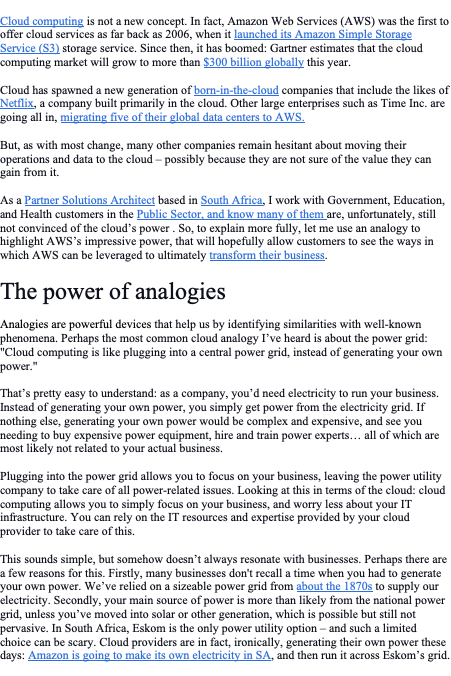 Cloud computing is not a new concept. In fact, Amazon Web Services (AWS) was the first to
offer cloud services as far back as 2006, when it launched its Amazon Simple Storage
Service (S3) storage service. Since then, it has boomed: Gartner estimates that the cloud
computing market will grow to more than $300 billion globally this year.
Cloud has spawned a new generation of born-in-the-cloud companies that include the likes of
Netflix, a company built primarily in the cloud. Other large enterprises such as Time Inc. are
going all in, migrating five of their global data centers to AWS.
But, as with most change, many other companies remain hesitant about moving their
operations and data to the cloud – possibly because they are not sure of the value they can
gain from it.
As a Partner Solutions Architect based in South Africa, I work with Government, Education,
and Health customers in the Public Sector, and know many of them are, unfortunately, still
not convinced of the cloud's power . So, to explain more fully, let me use an analogy to
highlight AWS's impressive power, that will hopefully allow customers to see the ways in
which AWS can be leveraged to ultimately transform their business.
The power of analogies
Analogies are powerful devices that help us by identifying similarities with well-known
phenomena. Perhaps the most common cloud analogy I've heard is about the power grid:
"Cloud computing is like plugging into a central power grid, instead of generating your own
power."
That's pretty easy to understand: as a company, you'd need electricity to run your business.
Instead of generating your own power, you simply get power from the electricity grid. If
nothing else, generating your own power would be complex and expensive, and see you
needing to buy expensive power equipment, hire and train power experts… all of which are
most likely not related to your actual business.
Plugging into the power grid allows you to focus on your business, leaving the power utility
company to take care of all power-related issues. Looking at this in terms of the cloud: cloud
computing allows you to simply focus on your business, and worry less about your IT
infrastructure. You can rely on the IT resources and expertise provided by your cloud
provider to take care of this.
This sounds simple, but somehow doesn't always resonate with businesses. Perhaps there are
a few reasons for this. Firstly, many businesses don't recall a time when you had to generate
your own power. We've relied on a sizeable power grid from about the 1870s to supply our
electricity. Secondly, your main source of power is more than likely from the national power
grid, unless you've moved into solar or other generation, which is possible but still not
pervasive. In South Africa, Eskom is the only power utility option – and such a limited
choice can be scary. Cloud providers are in fact, ironically, generating their own power these
days: Amazon is going to make its own electricity in SA, and then run it across Eskom's grid.